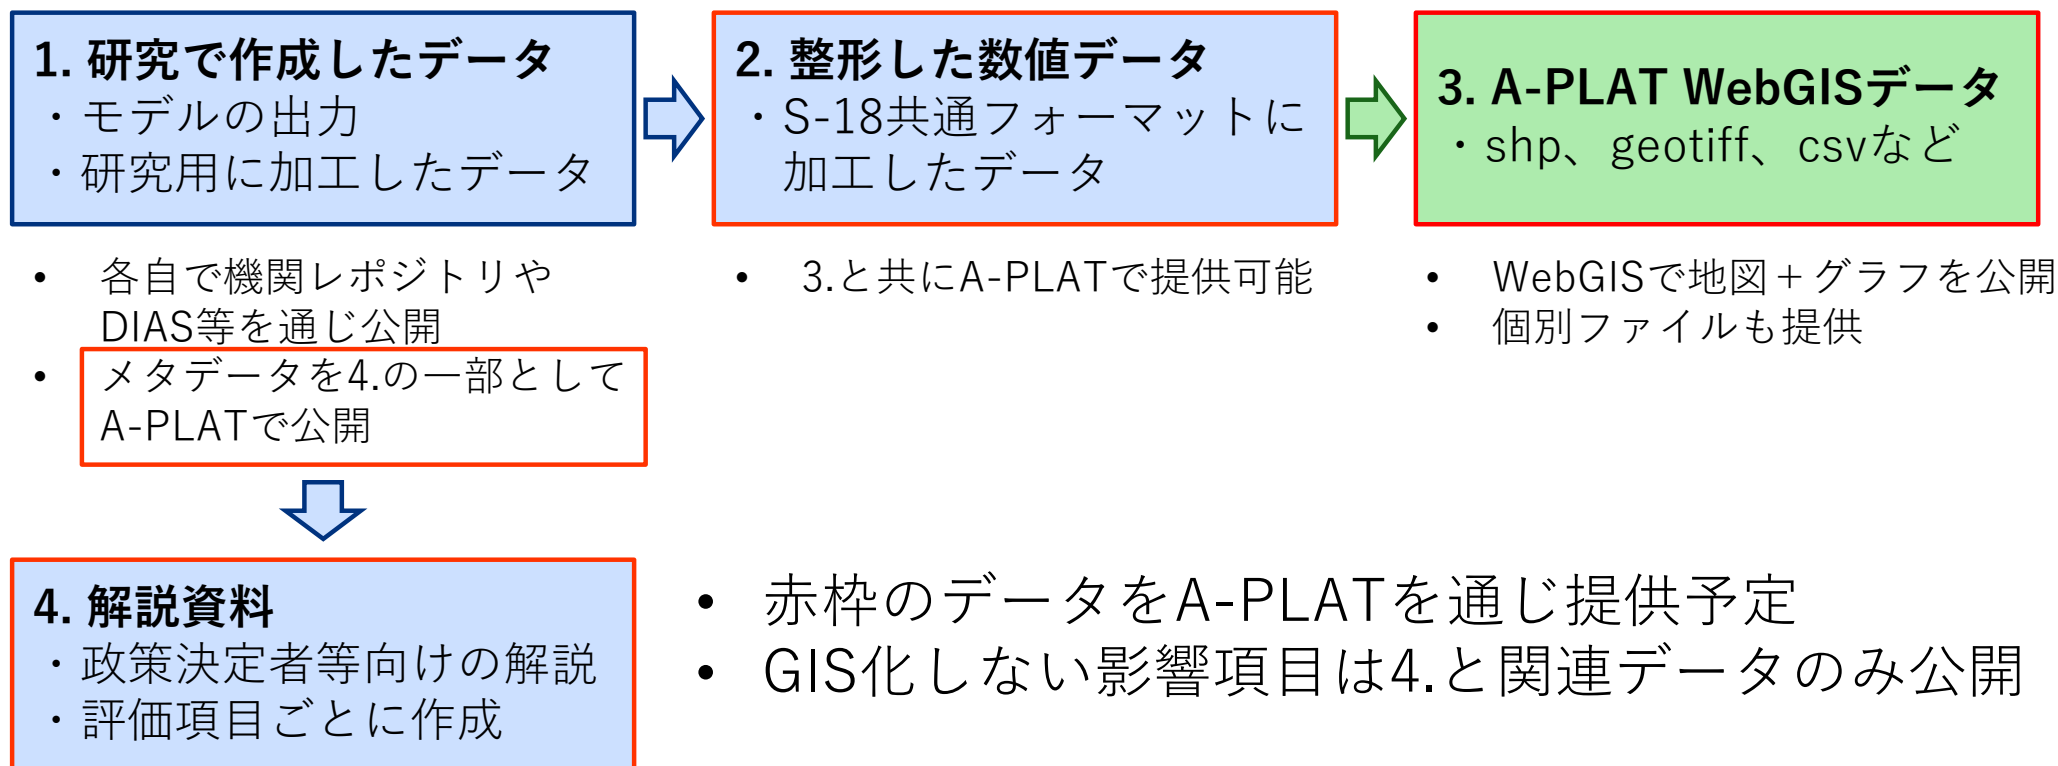 1. 研究で作成したデータ
・モデルの出力
・研究用に加工したデータ
2. 整形した数値データ
・S-18共通フォーマットに
加工したデータ
3. A-PLAT WebGISデータ
・shp、geotiff、csvなど
• 各自で機関レポジトリや
DIAS等を通じ公開
• メタデータを4.の一部として
A-PLATで公開
• 3.と共にA-PLATで提供可能
• WebGISで地図＋グラフを公開
• 個別ファイルも提供
4. 解説資料
・政策決定者等向けの解説
・評価項目ごとに作成
• 赤枠のデータをA-PLATを通じ提供予定
• GIS化しない影響項目は4.と関連データのみ公開